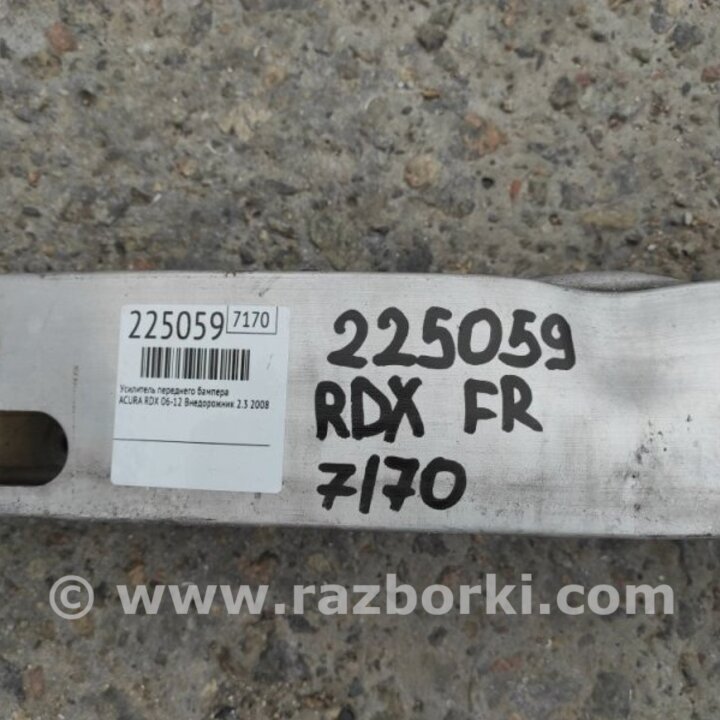 225059 7170
Усилитель переднего бампера
ACURA RDX 06-12 Внедорожник 2.3 2008
225059
RDX FR
7170
© www.razborki.com